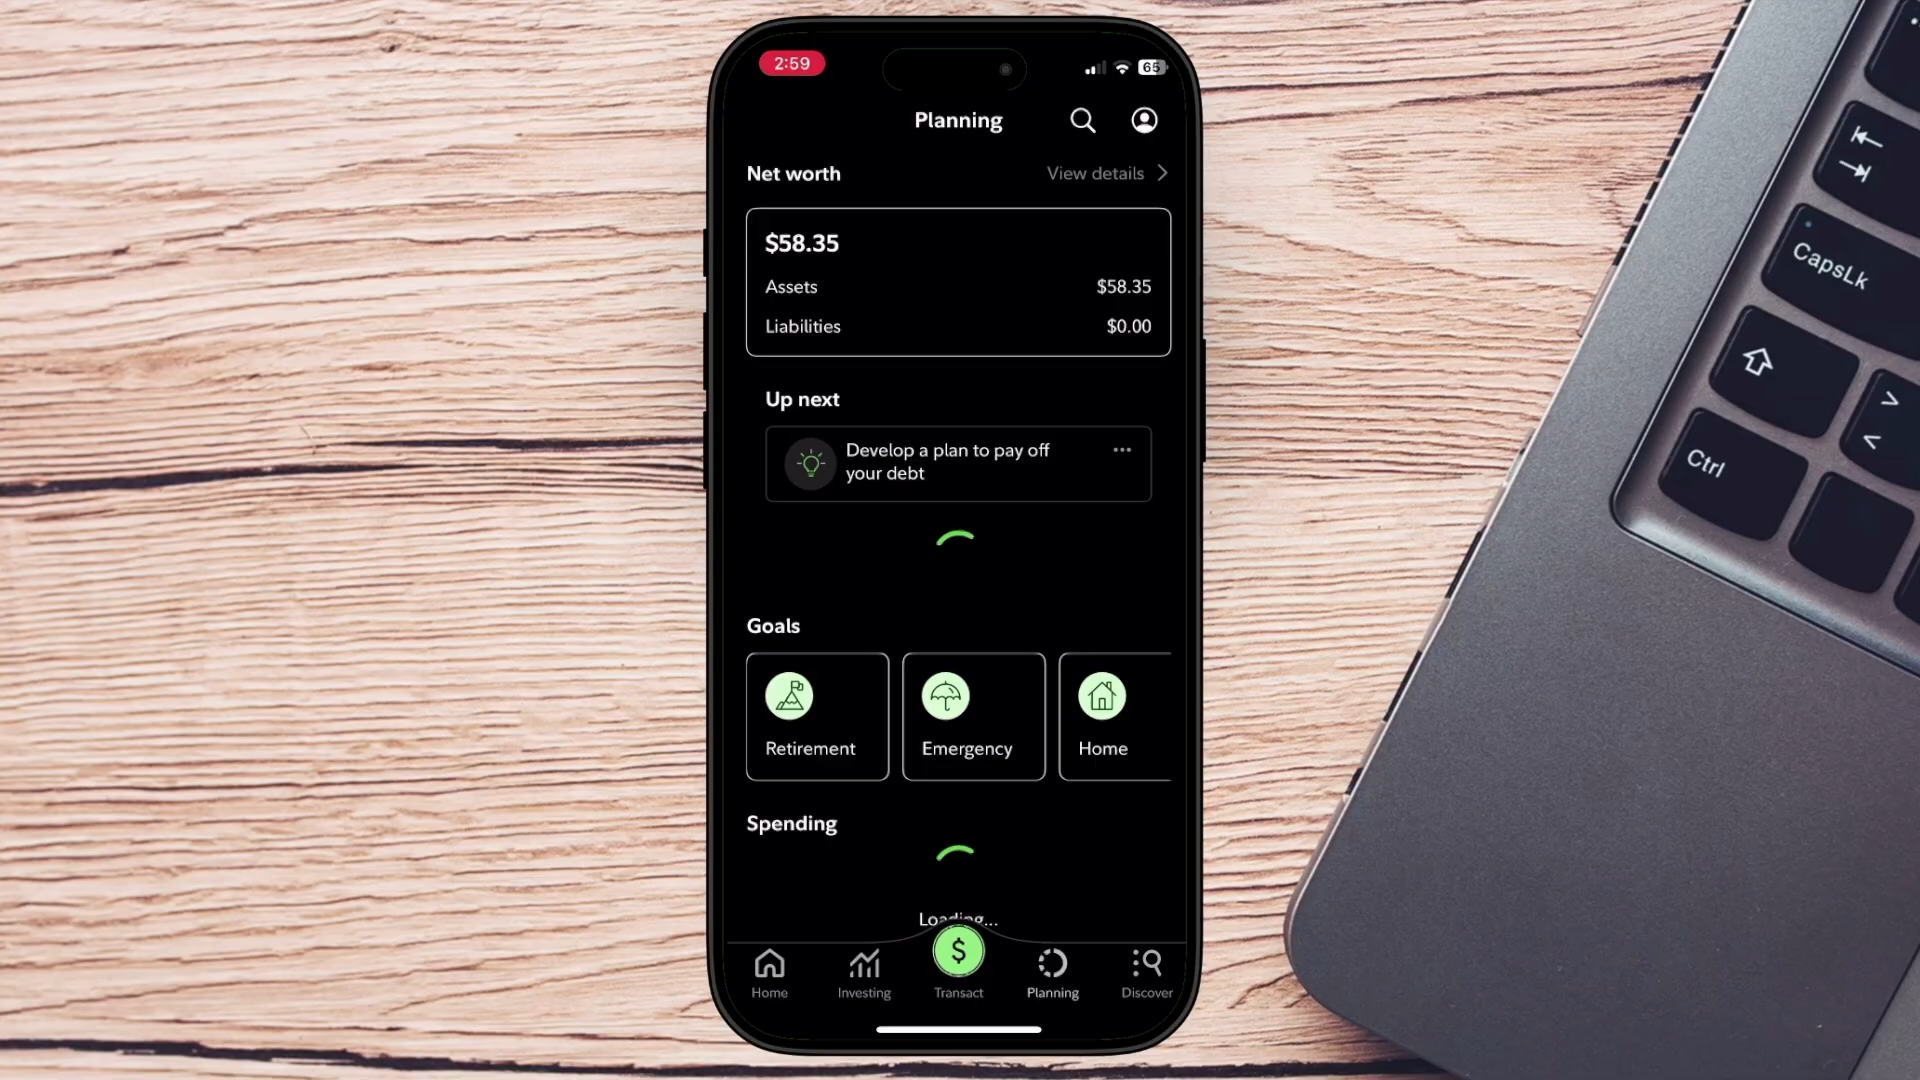 2:59
65
Planning
Net worth
View details
$58.35
Assets $58.35
Liabilities $0.00
Up next
Develop a plan to pay off
your debt
Goals
Retirement
Emergency
Home
Spending
Loading...
$
Home
Investing
Transact
Planning
Discover
CapsLk
Ctrl
>
<